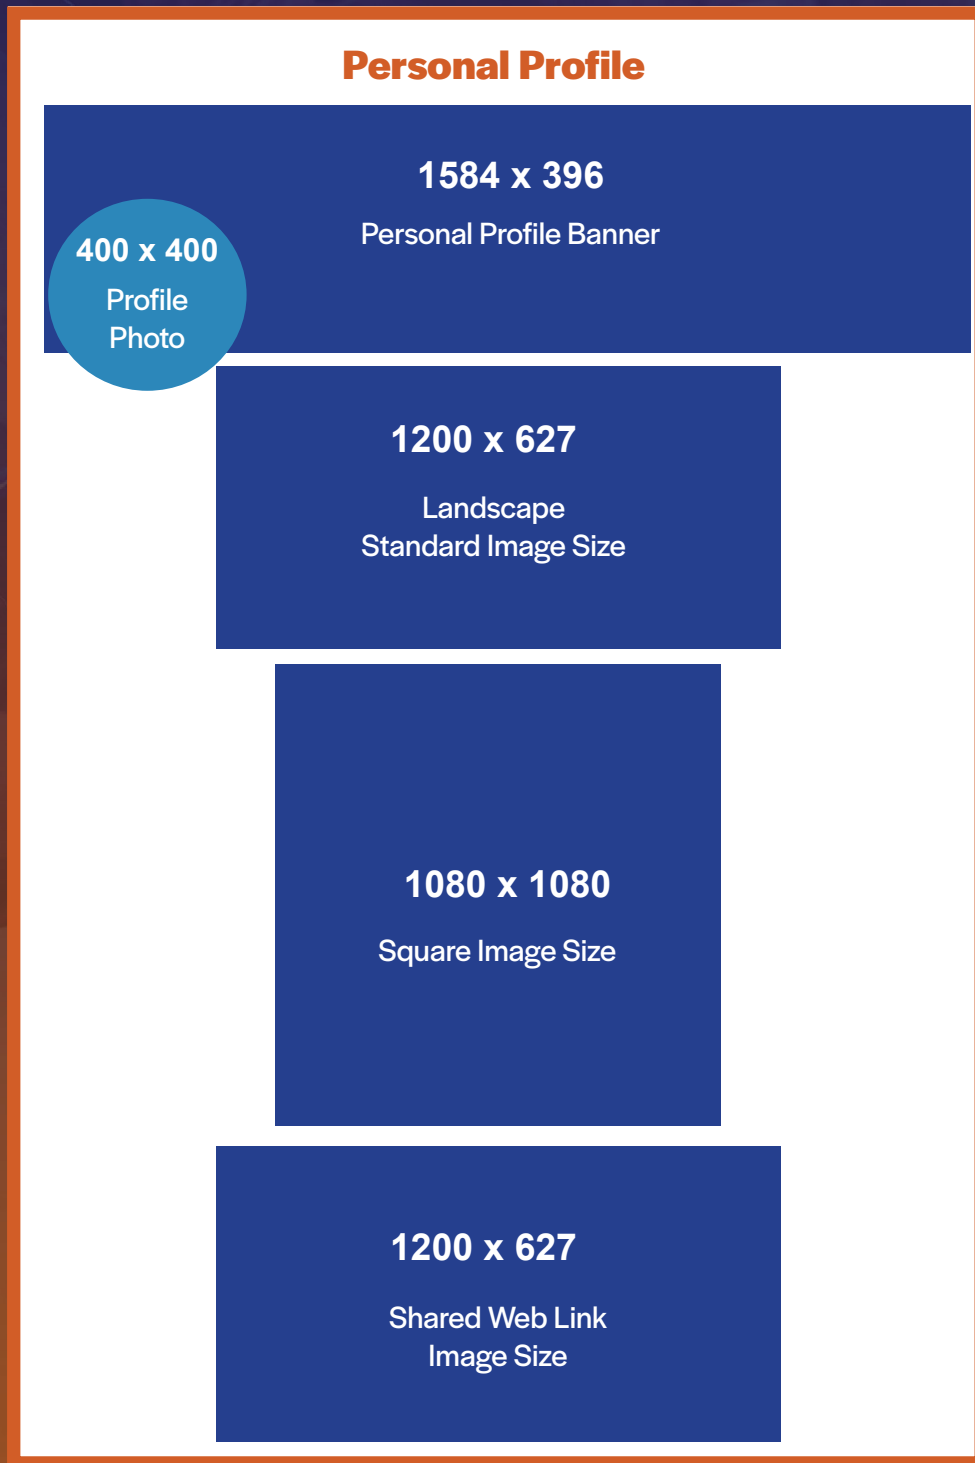 Personal Profile
1584 x 396
Personal Profile Banner
400 x 400
Profile
Photo
1200 x 627
Landscape
Standard Image Size
1080 x 1080
Square Image Size
1200 x 627
Shared Web Link
Image Size